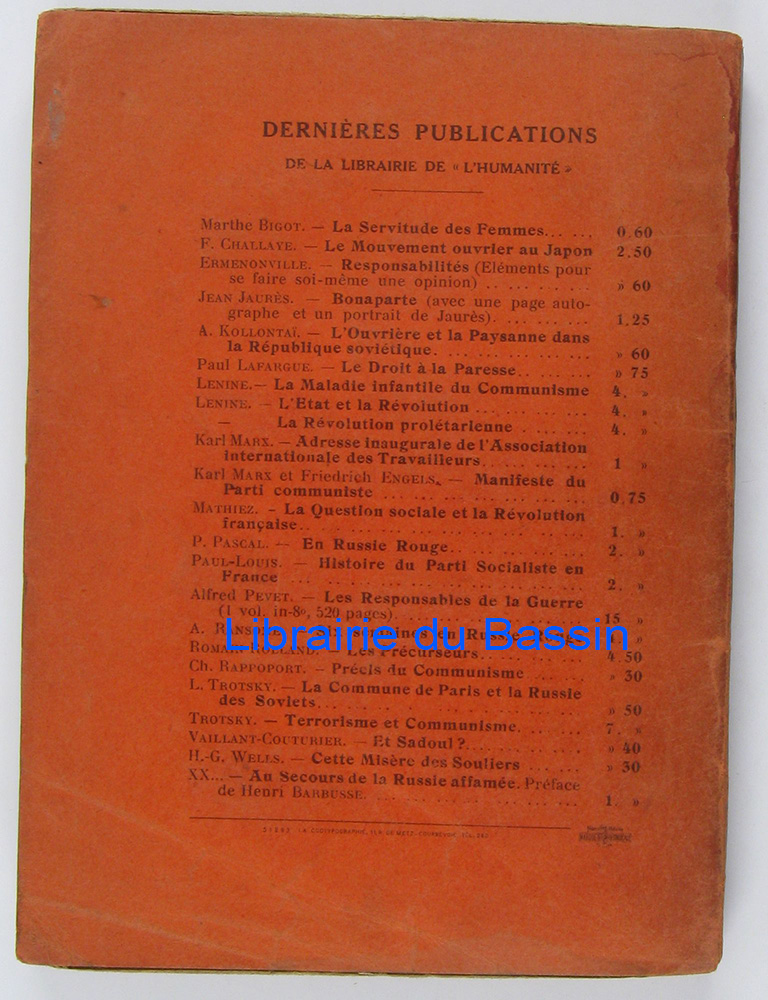 DERNIÈRES PUBLICATIONS
DE LA LIBRAIRIE DE « L'HUMANITÉ »
Marthe BIGOT. — La Servitude des Femmes... .., 0.60
F. CHALLAYE. — Le Mouvement ouvrier au Japon 2.50
ERMENONVILLE. — Responsabilités (Eléments pour
se faire soi-même une opinion) .. ... ... ... » 60
JEAN JAURÈS. — Bonaparte (avec une page auto-
graphe et un portrait de Jaurès). ... ... ... 1.25
A. KOLLONTAÏ. — L'Ouvrière et la Paysanne dans
la République soviétique. ... ... ... ... ... » 60
Paul LAFARGUE. — Le Droit à la Paresse.. ... .. » 75
LENINE. — La Maladie infantile du Communisme 4. »
LENINE. — L'Etat et la Révolution ... ... ... ... 4. »
— La Révolution prolétarienne . ... ... 4. »
Karl MARX. — Adresse inaugurale de l'Association
internationale des Travailleurs. ... ... ... 1 »
Karl MARX et Friedrich ENGELS. — Manifeste du
Parti communiste ... ... ... ... ... ... ... 0.75
MATHIEZ. - La Question sociale et la Révolution
française.. .. ... ... ... ... ... ... ... ... 1. »
P. PASCAL. — En Russie Rouge.. ... ... ... ... 2. »
PAUL-LOUIS. — Histoire du Parti Socialiste en
France ... ... ... ... ... ... ... ... ... 2. »
Alfred PEVET. — Les Responsables de la Guerre
(1 vol. in-8º, 520 pages). ... ... ... ... ... 15 »
A. semaines en Russie »
Librairie du Bassin
ROMAIN ROLLAND. — Les Précurseurs.. ... ... ... 4.50
Ch. RAPPOPORT. — Précis du Communisme ... ... » 30
L. TROTSKY. — La Commune de Paris et la Russie
des Soviets. .. ... ... ... ... ... ... ... ... » 50
TROTSKY. — Terrorisme et Communisme. ... ... 7. »
VAILLANT-COUTURIER. — Et Sadoul ?.. ... ... ... » 40
H.-G. WELLS. — Cette Misère des Souliers ... ... » 30
XX... — Au Secours de la Russie affamée. Préface
de Henri BARBUSSE. ... ... ... ... ... ... ... 1. »